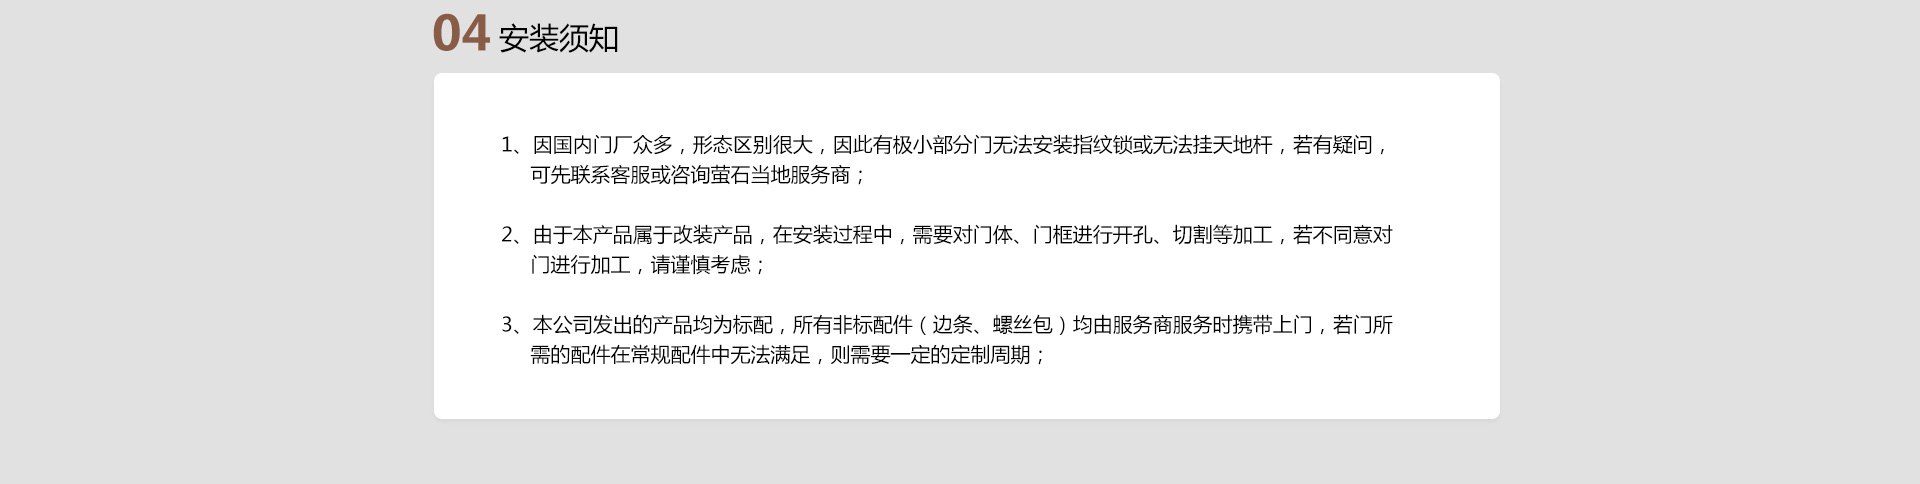 04 安装须知
1、因国内门厂众多，形态区别很大，因此有极小部分门无法安装指纹锁或无法挂天地杆，若有疑问，
可先联系客服或咨询萤石当地服务商；
2、由于本产品属于改装产品，在安装过程中，需要对门体、门框进行开孔、切割等加工，若不同意对
门进行加工，请谨慎考虑；
3、本公司发出的产品均为标配，所有非标配件（边条、螺丝包）均由服务商服务时携带上门，若门所
需的配件在常规配件中无法满足，则需要一定的定制周期；